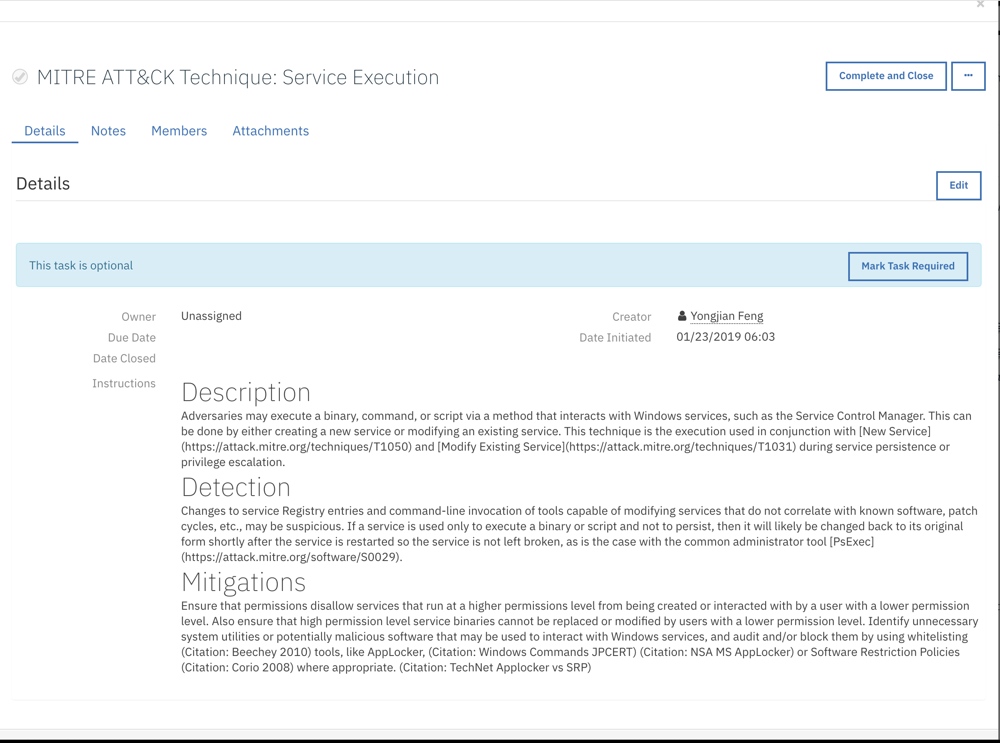 ×
MITRE ATT&CK Technique: Service Execution
Complete and Close
...
Details
Notes
Members
Attachments
Details
Edit
This task is optional
Mark Task Required
Owner
Unassigned
Creator
Yongjian Feng
Due Date
Date Initiated
01/23/2019 06:03
Date Closed
Instructions
Description
Adversaries may execute a binary, command, or script via a method that interacts with Windows services, such as the Service Control Manager. This can
be done by either creating a new service or modifying an existing service. This technique is the execution used in conjunction with [New Service]
(https://attack.mitre.org/techniques/T1050) and [Modify Existing Service](https://attack.mitre.org/techniques/T1031) during service persistence or
privilege escalation.
Detection
Changes to service Registry entries and command-line invocation of tools capable of modifying services that do not correlate with known software, patch
cycles, etc., may be suspicious. If a service is used only to execute a binary or script and not to persist, then it will likely be changed back to its original
form shortly after the service is restarted so the service is not left broken, as is the case with the common administrator tool [PsExec]
(https://attack.mitre.org/software/S0029).
Mitigations
Ensure that permissions disallow services that run at a higher permissions level from being created or interacted with by a user with a lower permission
level. Also ensure that high permission level service binaries cannot be replaced or modified by users with a lower permission level. Identify unnecessary
system utilities or potentially malicious software that may be used to interact with Windows services, and audit and/or block them by using whitelisting
(Citation: Beechey 2010) tools, like AppLocker, (Citation: Windows Commands JPCERT) (Citation: NSA MS AppLocker) or Software Restriction Policies
(Citation: Corio 2008) where appropriate. (Citation: TechNet Applocker vs SRP)